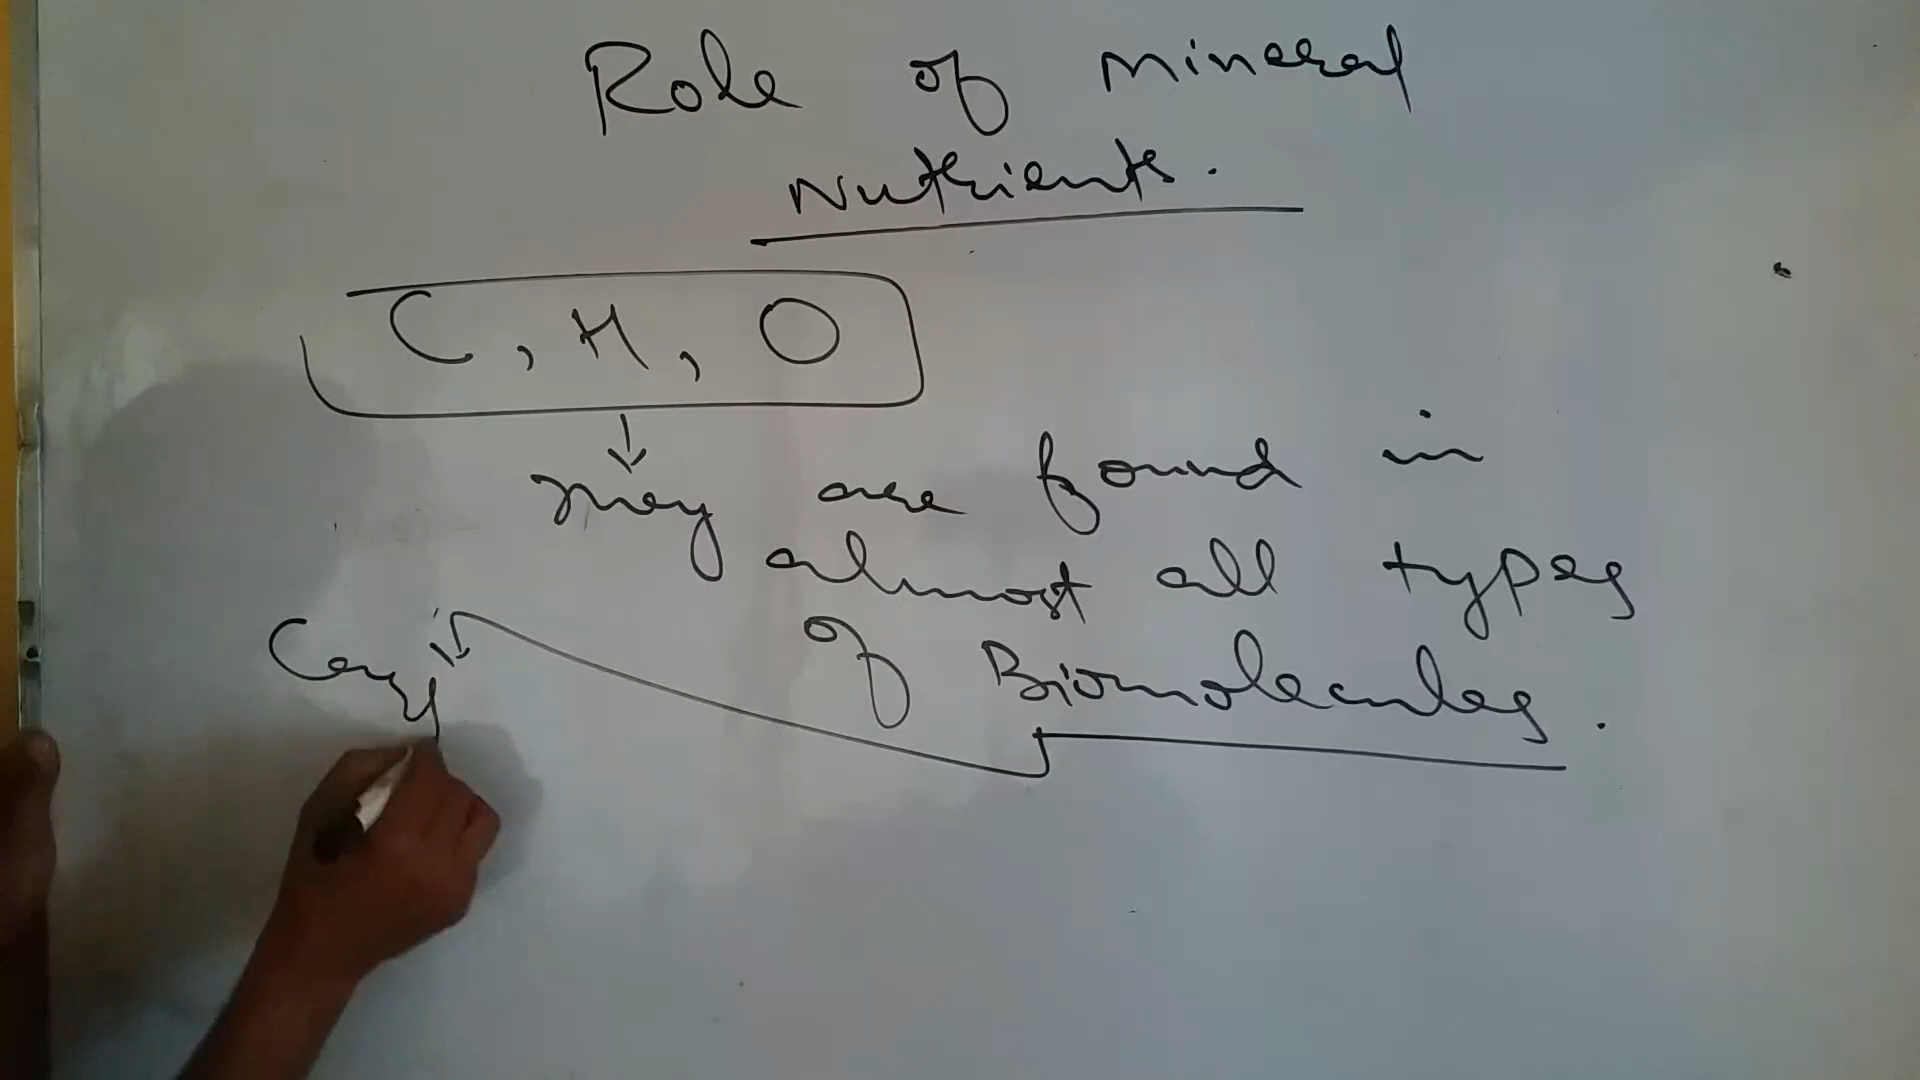 Role of mineral
Nutrients.
C, H, O
They are found in
almost all types
of Biomolecules.